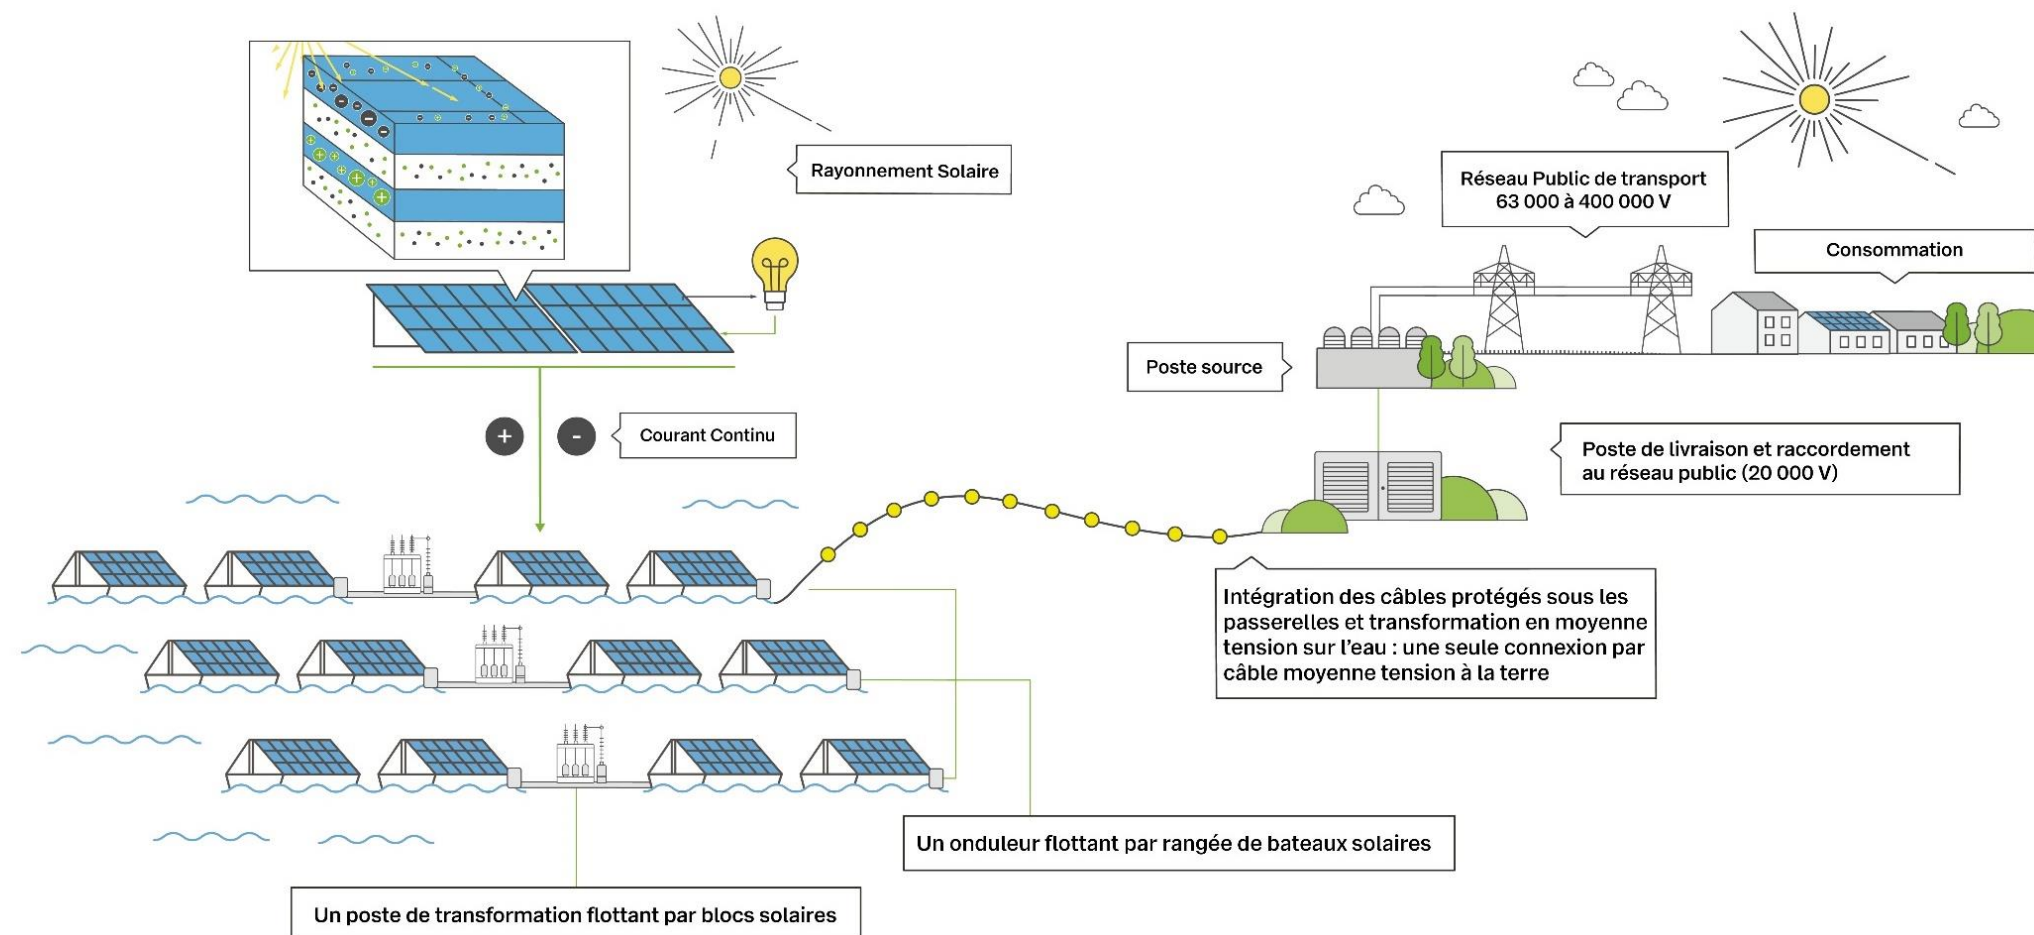 Rayonnement Solaire
Réseau Public de transport
63 000 à 400 000 V
Consommation
Poste source
+
-
Courant Continu
Poste de livraison et raccordement
au réseau public (20 000 V)
Intégration des câbles protégés sous les
passerelles et transformation en moyenne
tension sur l'eau : une seule connexion par
câble moyenne tension à la terre
Un onduleur flottant par rangée de bateaux solaires
Un poste de transformation flottant par blocs solaires